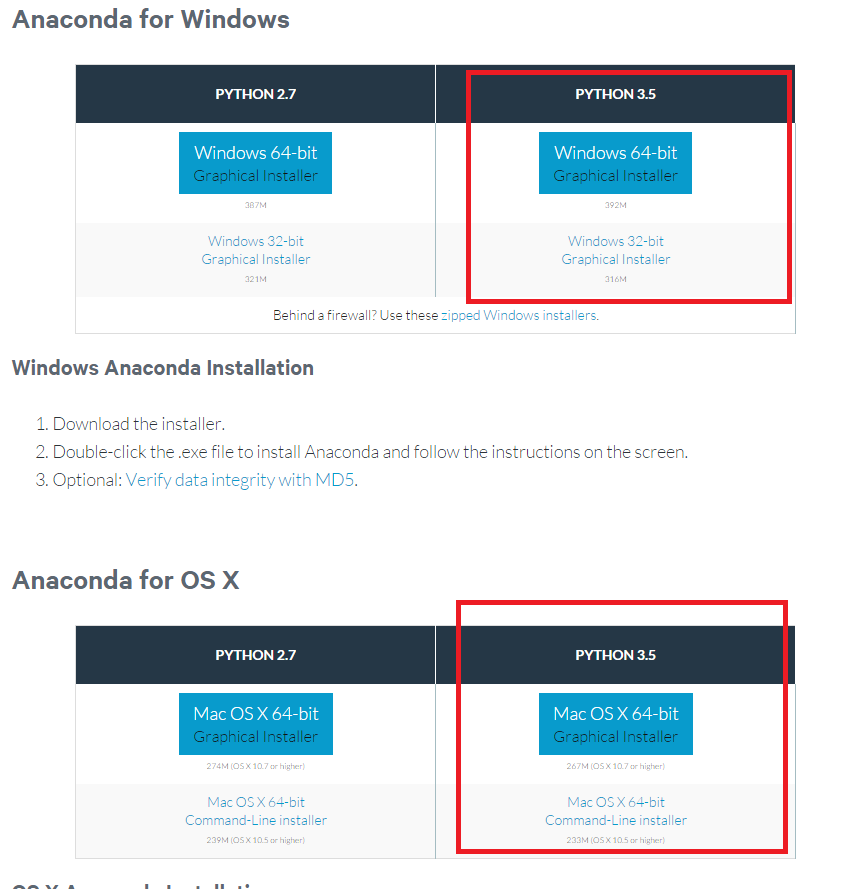 Anaconda for Windows
PYTHON 2.7
PYTHON 3.5
Windows 64-bit
Graphical Installer
387M
Windows 64-bit
Graphical Installer
392M
Windows 32-bit
Graphical Installer
321M
Windows 32-bit
Graphical Installer
316M
Behind a firewall? Use these zipped Windows installers.
Windows Anaconda Installation
1. Download the installer.
2. Double-click the .exe file to install Anaconda and follow the instructions on the screen.
3. Optional: Verify data integrity with MD5.
Anaconda for OS X
PYTHON 2.7
PYTHON 3.5
Mac OS X 64-bit
Graphical Installer
274M (OS X 10.7 or higher)
Mac OS X 64-bit
Graphical Installer
267M (OS X 10.7 or higher)
Mac OS X 64-bit
Command-Line installer
239M (OS X 10.5 or higher)
Mac OS X 64-bit
Command-Line installer
233M (OS X 10.5 or higher)
OS X Anaconda Installation